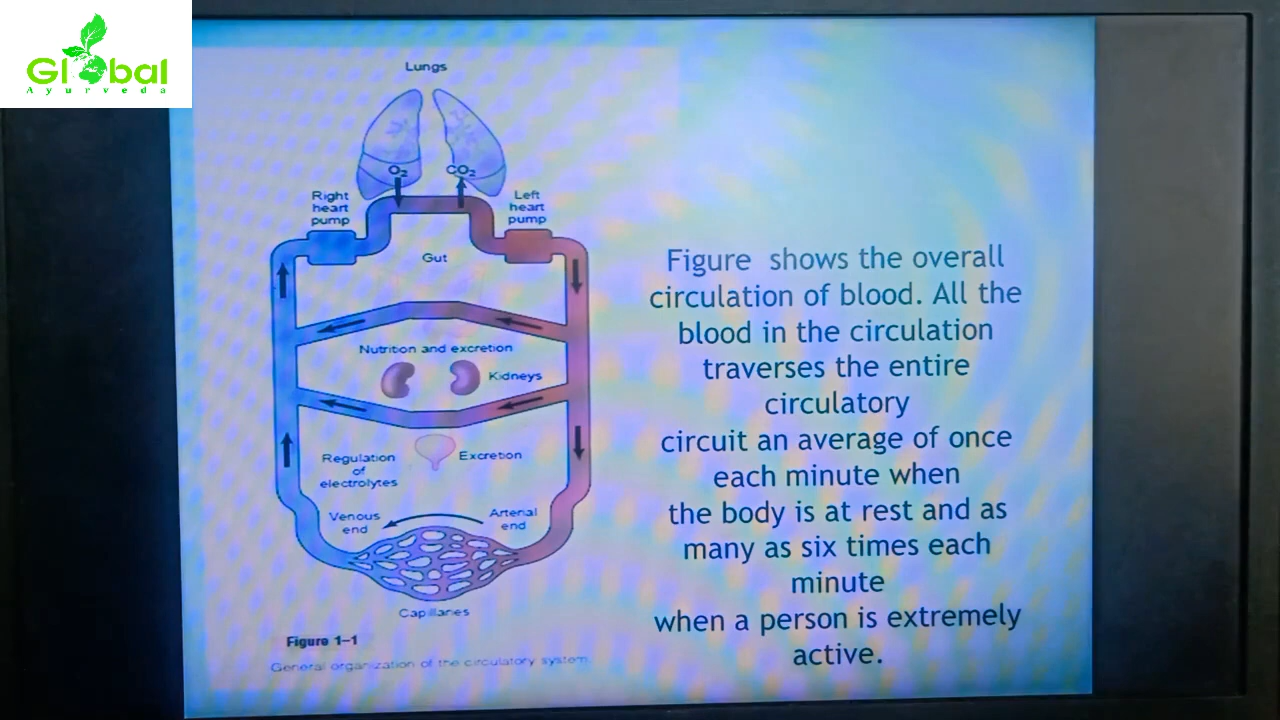 Global
Ayurveda
Lungs
O₂
CO₂
Right
heart
pump
Left
heart
pump
Gut
Nutrition and excretion
Kidneys
Regulation
of
electrolytes
Excretion
Venous
end
Arterial
end
Capillaries
Figure 1–1
General organization of the circulatory system
Figure shows the overall
circulation of blood. All the
blood in the circulation
traverses the entire
circulatory
circuit an average of once
each minute when
the body is at rest and as
many as six times each
minute
when a person is extremely
active.